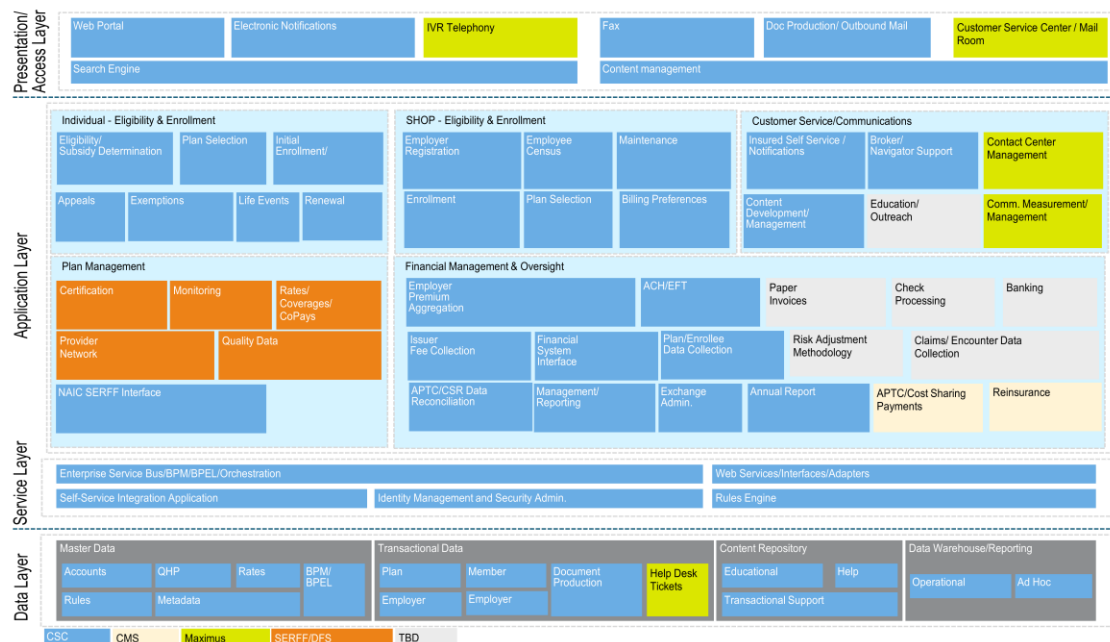 Presentation/
Access Layer
Web Portal
Electronic Notifications
IVR Telephony
Fax
Doc Production/ Outbound Mail
Customer Service Center / Mail
Room
Search Engine
Content management
Application Layer
Individual - Eligibility & Enrollment
Eligibility/
Subsidy Determination
Plan Selection
Initial
Enrollment/
Appeals
Exemptions
Life Events
Renewal
SHOP - Eligibility & Enrollment
Employer
Registration
Employee
Census
Maintenance
Enrollment
Plan Selection
Billing Preferences
Customer Service/Communications
Insured Self Service /
Notifications
Broker/
Navigator Support
Contact Center
Management
Content
Development/
Management
Education/
Outreach
Comm. Measurement/
Management
Plan Management
Certification
Monitoring
Rates/
Coverages/
CoPays
Provider
Network
Quality Data
NAIC SERFF Interface
Financial Management & Oversight
Employer
Premium
Aggregation
ACH/EFT
Paper
Invoices
Check
Processing
Banking
Issuer
Fee Collection
Financial
System
Interface
Plan/Enrollee
Data Collection
Risk Adjustment
Methodology
Claims/ Encounter Data
Collection
APTC/CSR Data
Reconciliation
Management/
Reporting
Exchange
Admin.
Annual Report
APTC/Cost Sharing
Payments
Reinsurance
Service Layer
Enterprise Service Bus/BPM/BPEL/Orchestration
Web Services/Interfaces/Adapters
Self-Service Integration Application
Identity Management and Security Admin.
Rules Engine
Data Layer
Master Data
Accounts
QHP
Rates
BPM/
BPEL
Rules
Metadata
Transactional Data
Plan
Member
Document
Production
Help Desk
Tickets
Employer
Employer
Content Repository
Educational
Help
Transactional Support
Data Warehouse/Reporting
Operational
Ad Hoc
CSC
CMS
Maximus
SERFF/DFS
TBD